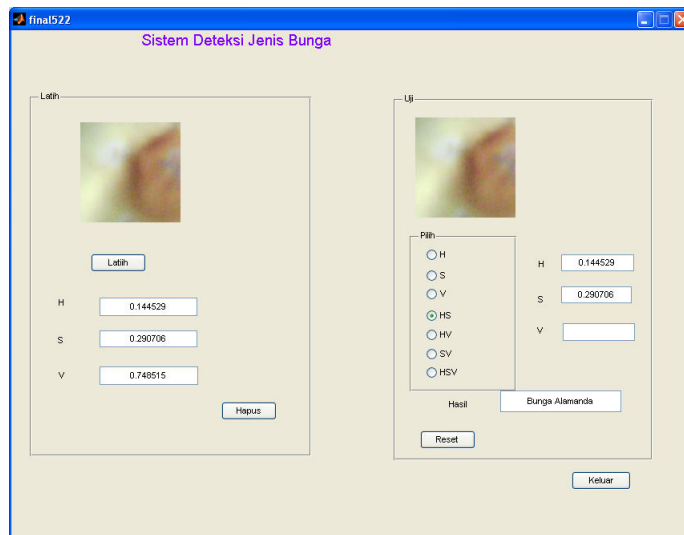 final522
Sistem Deteksi Jenis Bunga
Latih
Latiih
H 0.144529
S 0.290706
V 0.748515
Hapus
Uji
Pilih
H
S
V
HS
HV
SV
HSV
H 0.144529
S 0.290706
V
Hasil Bunga Alamanda
Reset
Keluar